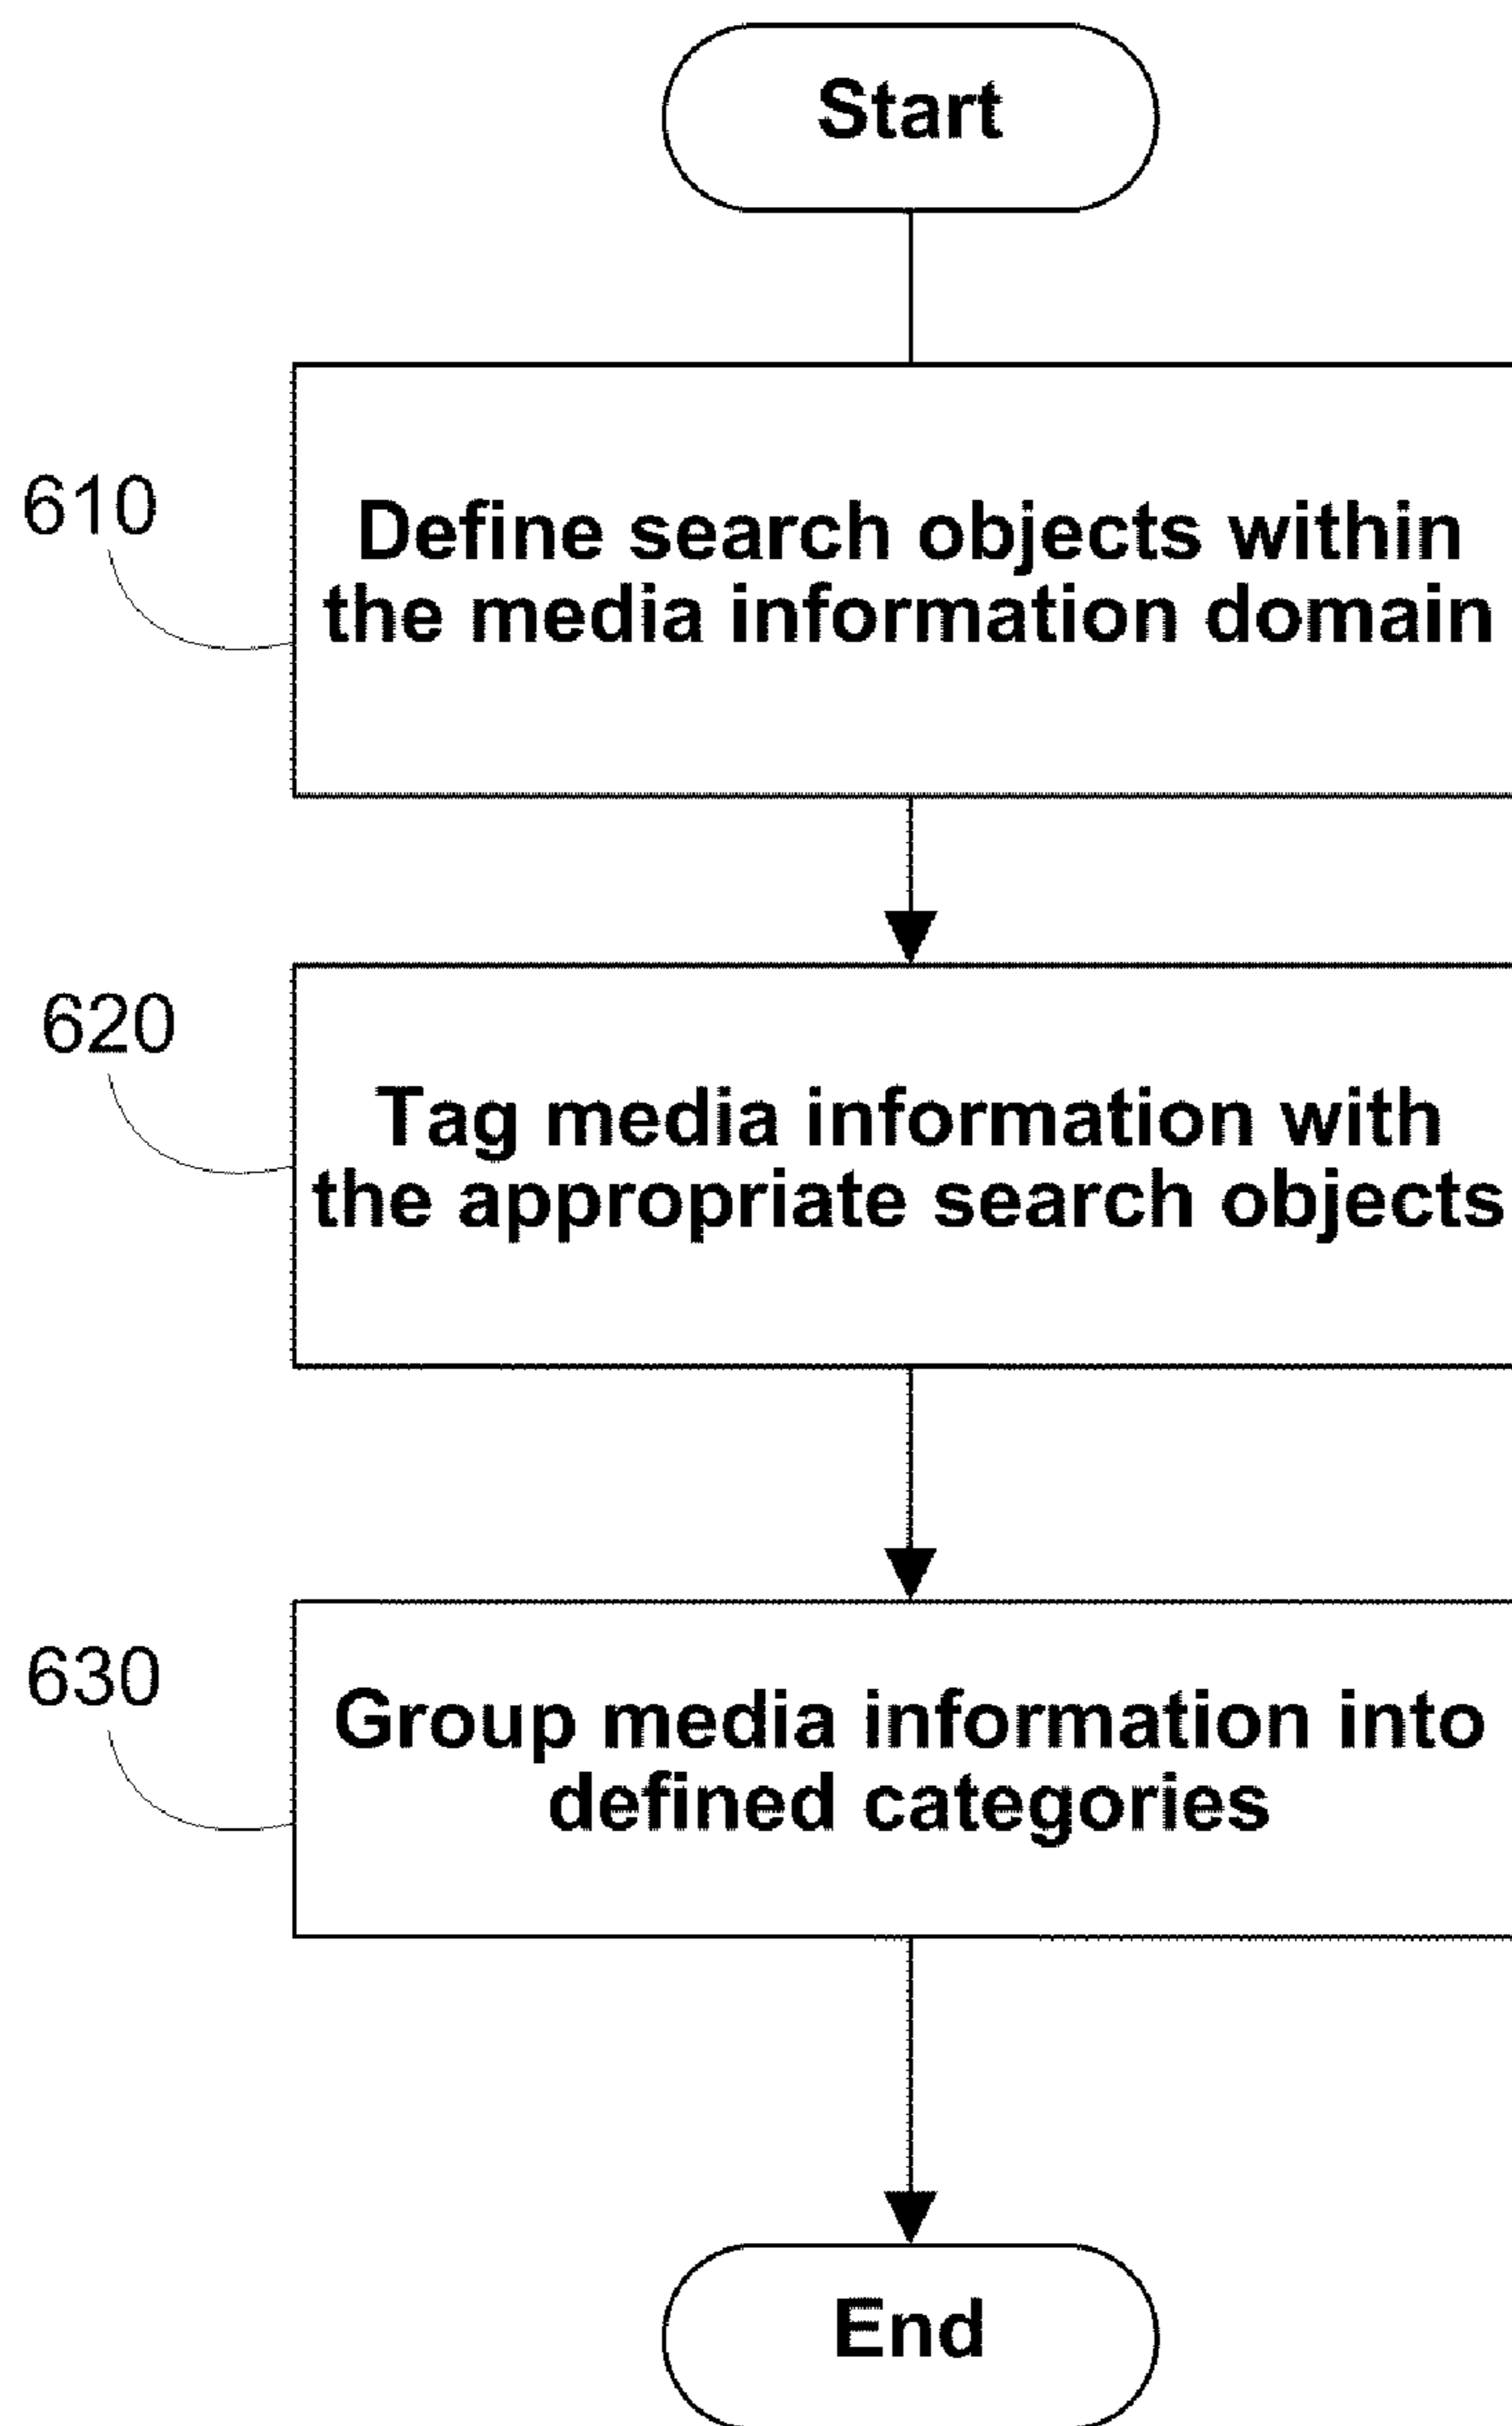 Start
610
Define search objects within
the media information domain
620
Tag media information with
the appropriate search objects
630
Group media information into
defined categories
End